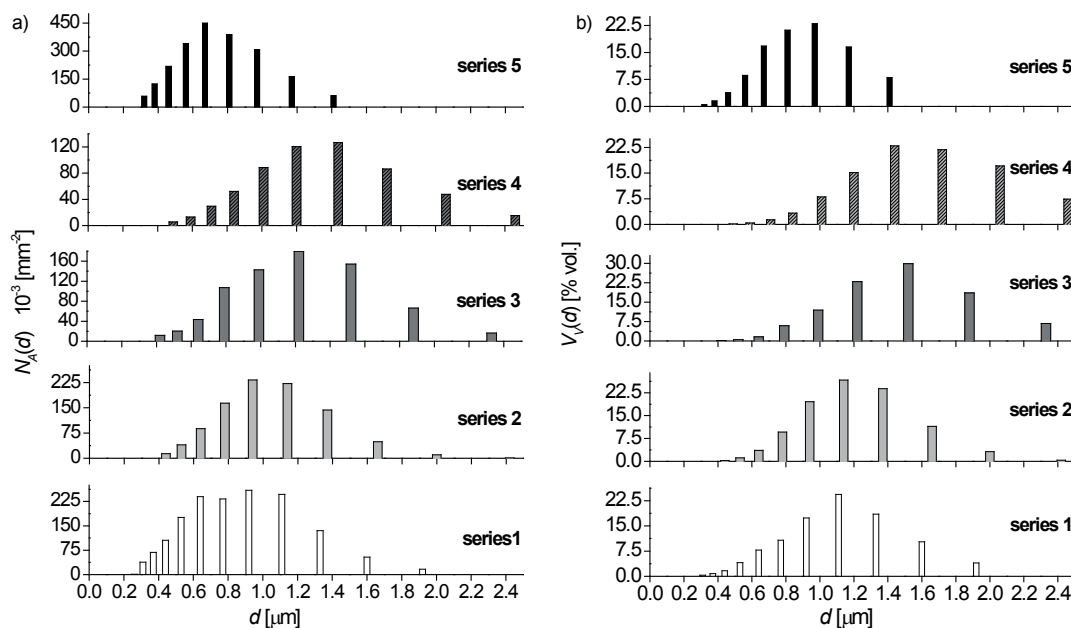 a)
N_A(d) 10⁻³ [mm⁻²]
450
300
150
0
series 5
120
80
40
0
series 4
160
120
80
40
0
series 3
225
150
75
0
series 2
225
150
75
0
series1
0.0 0.2 0.4 0.6 0.8 1.0 1.2 1.4 1.6 1.8 2.0 2.2 2.4
d [μm]
b)
V_V(d) [% vol.]
22.5
15.0
7.5
0.0
series 5
22.5
15.0
7.5
0.0
series 4
30.0
22.5
15.0
7.5
0.0
series 3
22.5
15.0
7.5
0.0
series 2
22.5
15.0
7.5
0.0
series 1
0.0 0.2 0.4 0.6 0.8 1.0 1.2 1.4 1.6 1.8 2.0 2.2 2.4
d [μm]